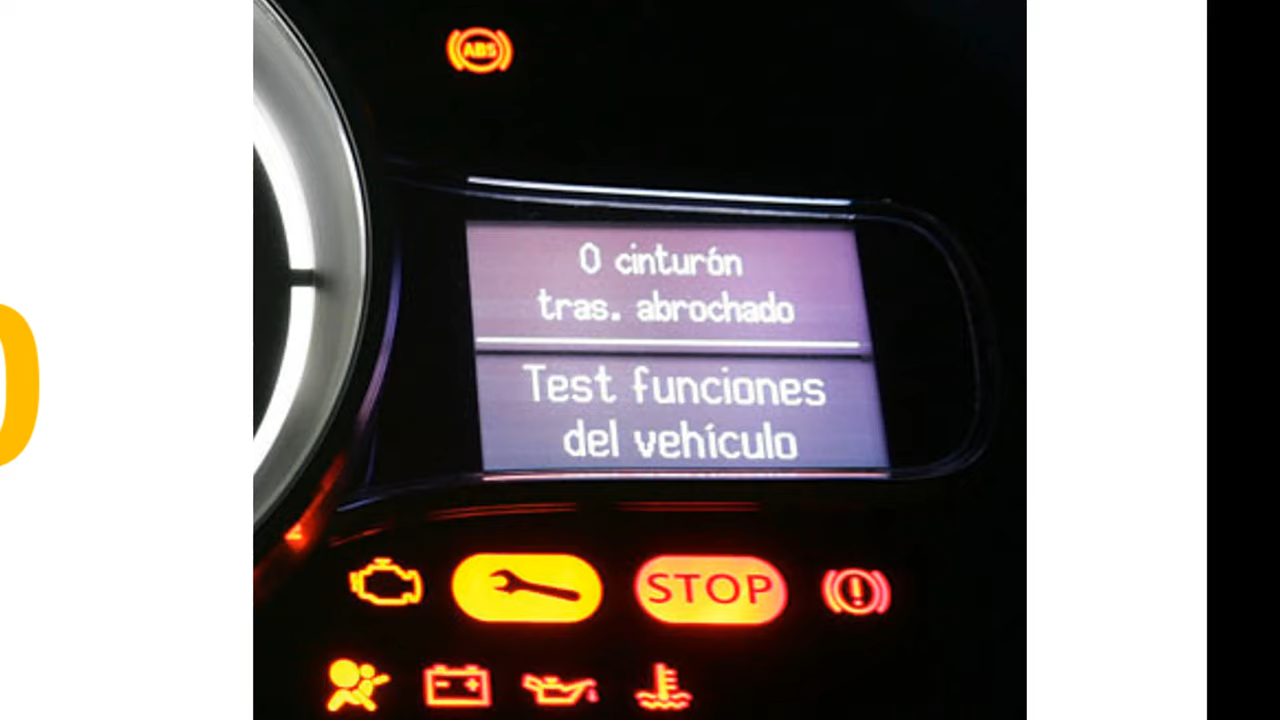 ABS
0 cinturón
tras. abrochado
Test funciones
del vehículo
STOP